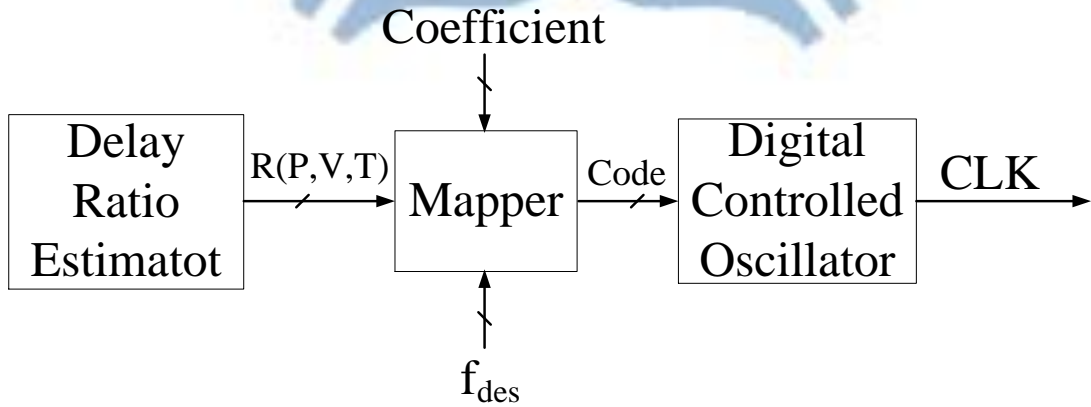 Coefficient
Delay
Ratio
Estimatot
R(P,V,T)
Mapper
Code
Digital
Controlled
Oscillator
CLK
fdes